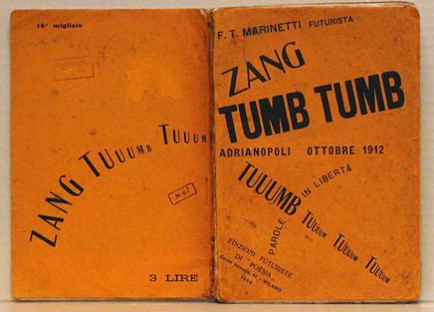 15° migliaio
ZANG TUUUMB TUUUM
3 LIRE
F. T. MARINETTI FUTURISTA
ZANG
TUMB TUMB
ADRIANOPOLI OTTOBRE 1912
TUUUMB TUUUM TUUUM TUUUM
PAROLE IN LIBERTÀ
EDIZIONI FUTURISTE
DI "POESIA"
MILANO
1914